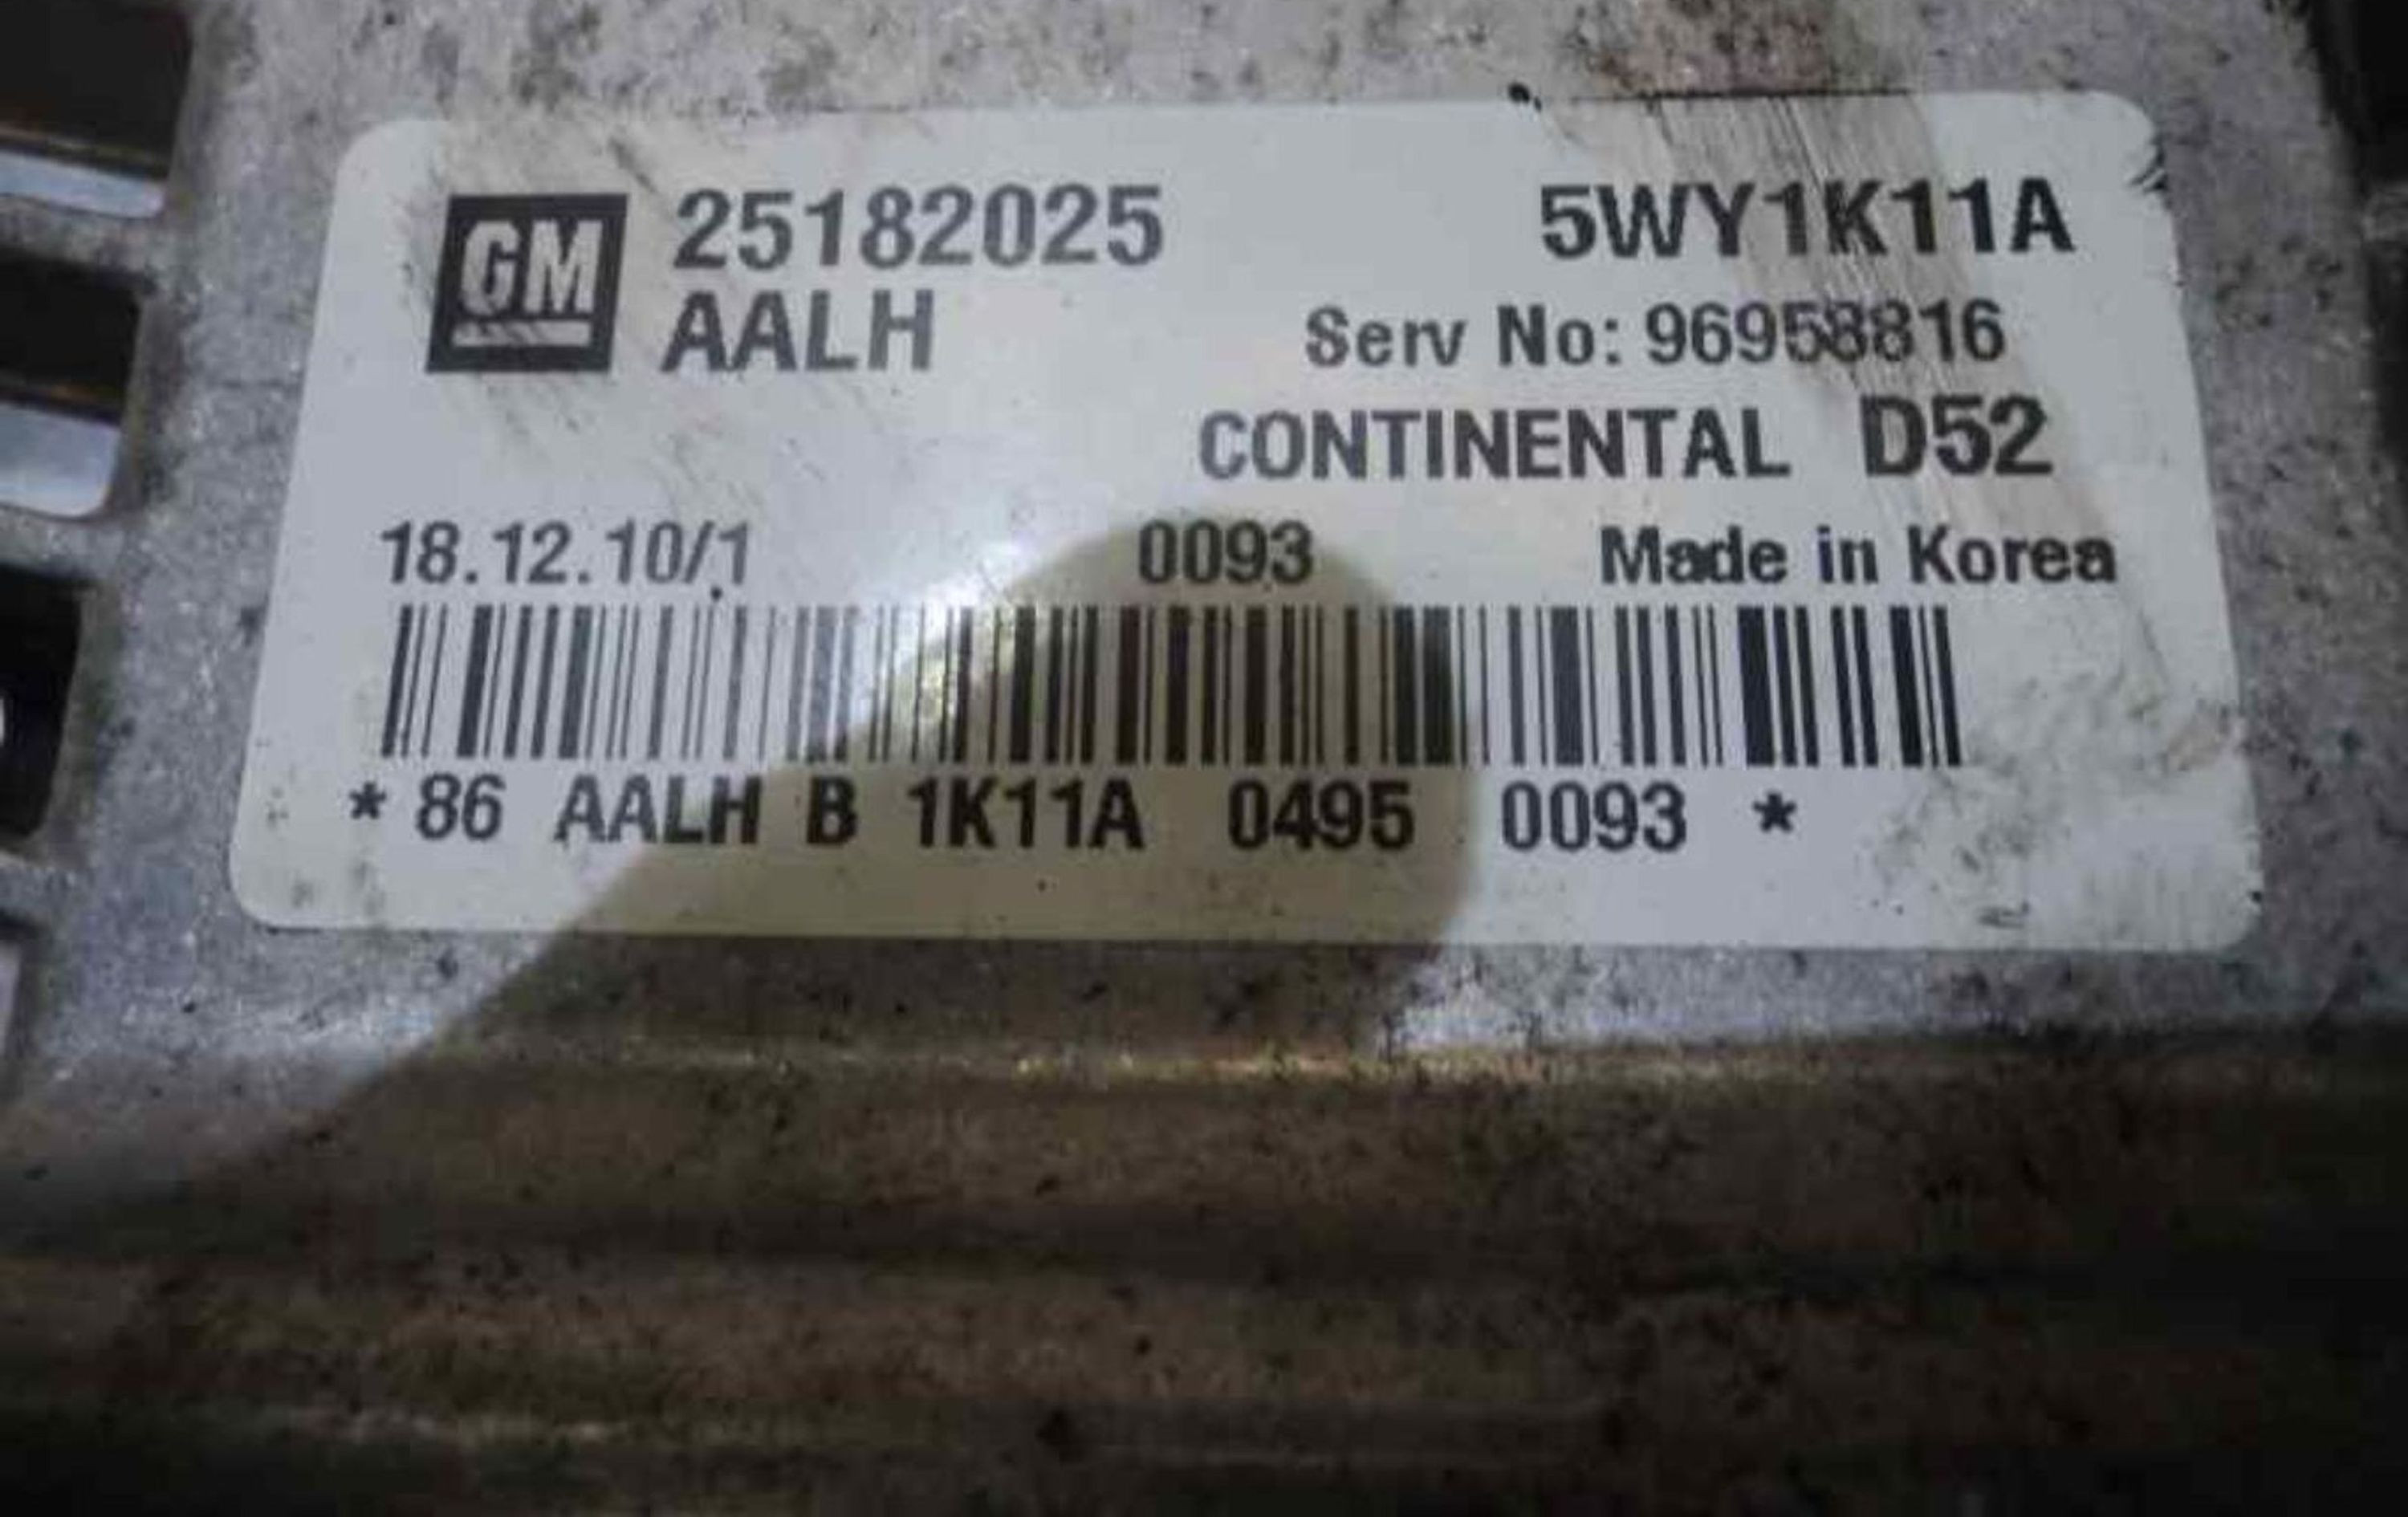 GM 25182025 5WY1K11A
AALH Serv No: 96958816
CONTINENTAL D52
18.12.10/1 0093 Made in Korea
* 86 AALH B 1K11A 0495 0093 *